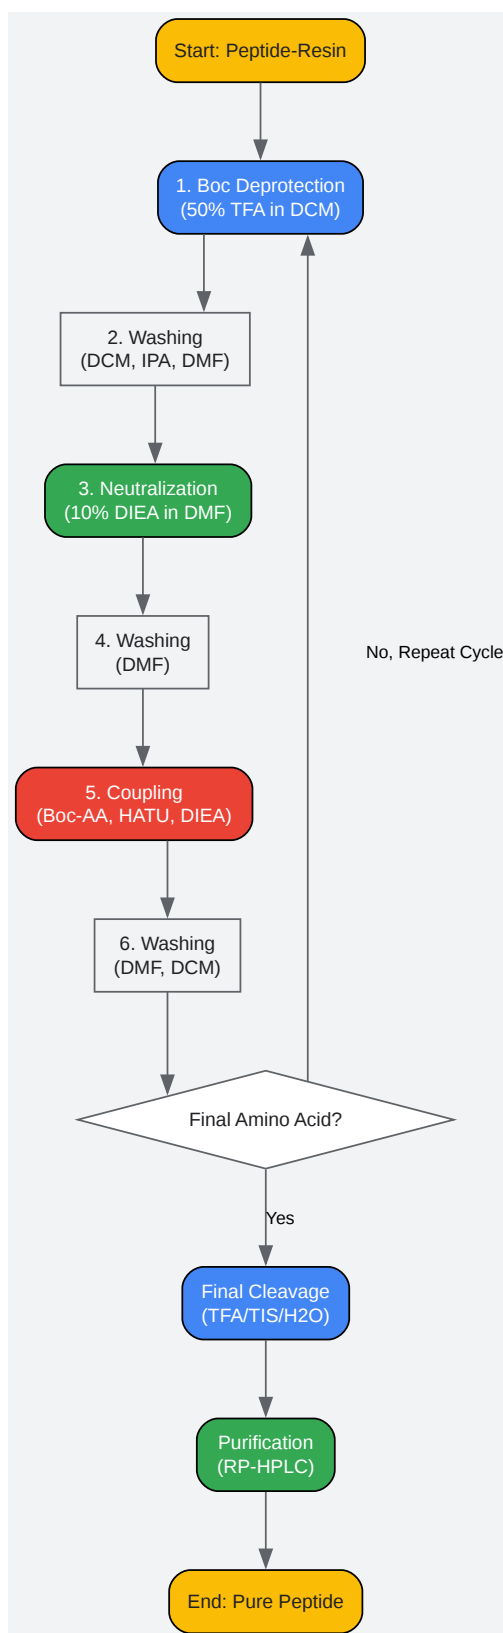 Start: Peptide-Resin
1. Boc Deprotection
(50% TFA in DCM)
2. Washing
(DCM, IPA, DMF)
3. Neutralization
(10% DIEA in DMF)
4. Washing
(DMF)
No, Repeat Cycle
5. Coupling
(Boc-AA, HATU, DIEA)
6. Washing
(DMF, DCM)
Final Amino Acid?
Yes
Final Cleavage
(TFA/TIS/H2O)
Purification
(RP-HPLC)
End: Pure Peptide